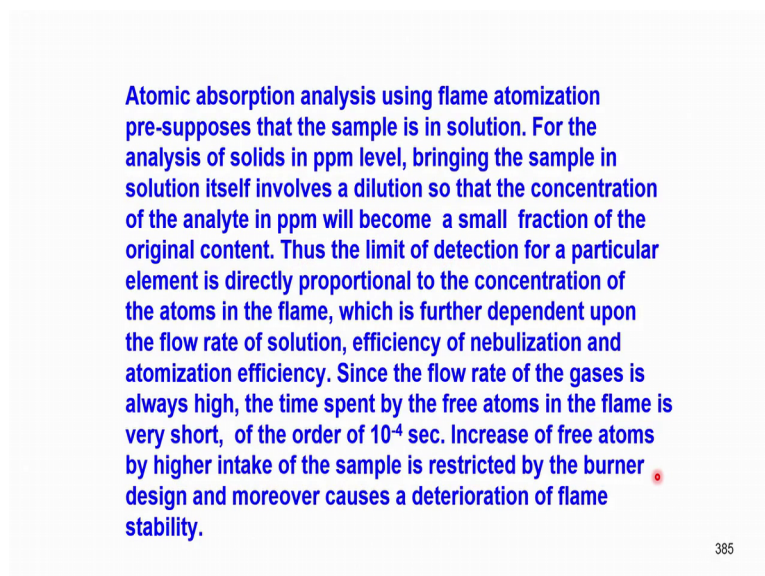 Atomic absorption analysis using flame atomization
pre-supposes that the sample is in solution. For the
analysis of solids in ppm level, bringing the sample in
solution itself involves a dilution so that the concentration
of the analyte in ppm will become a small fraction of the
original content. Thus the limit of detection for a particular
element is directly proportional to the concentration of
the atoms in the flame, which is further dependent upon
the flow rate of solution, efficiency of nebulization and
atomization efficiency. Since the flow rate of the gases is
always high, the time spent by the free atoms in the flame is
very short, of the order of 10⁻⁴ sec. Increase of free atoms
by higher intake of the sample is restricted by the burner
design and moreover causes a deterioration of flame
stability.
385